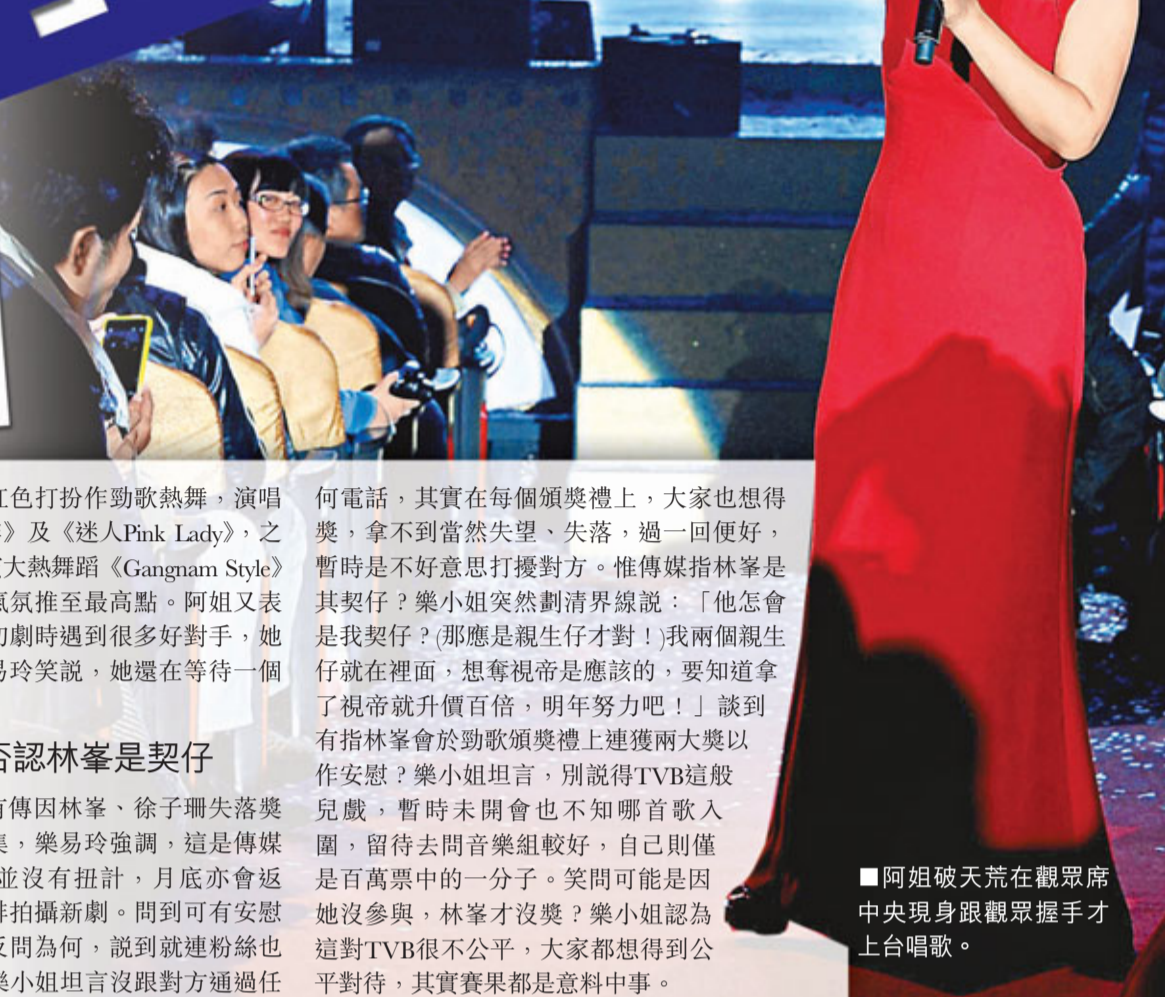 紅色打扮作勁歌熱舞，演唱
》及《迷人Pink Lady》，之
大熱舞蹈《Gangnam Style》
氣氛推至最高點。阿姐又表
劇時遇到很多好對手，她
易玲笑說，她還在等待一個
否認林峯是契仔
有傳因林峯、徐子珊失落獎
，樂易玲強調，這是傳媒
並沒有扭計，月底亦會返
排拍攝新劇。問到可有安慰
反問為何，説到就連粉絲也
樂小姐坦言沒跟對方通過任
何電話，其實在每個頒獎禮上，大家也想得
獎，拿不到當然失望、失落，過一回便好，
暫時是不好意思打擾對方。惟傳媒指林峯是
其契仔？樂小姐突然劃清界線説：「他怎會
是我契仔？(那應是親生仔才對！)我兩個親生
仔就在裡面，想奪視帝是應該的，要知道拿
了視帝就升價百倍，明年努力吧！」談到
有指林峯會於勁歌頒獎禮上連獲兩大獎以
作安慰？樂小姐坦言，別説得TVB這般
兒戲，暫時未開會也不知哪首歌入
圍，留待去問音樂組較好，自己則僅
是百萬票中的一分子。笑問可能是因
她沒參與，林峯才沒獎？樂小姐認為
這對TVB很不公平，大家都想得到公
平對待，其實賽果都是意料中事。
■阿姐破天荒在觀眾席
中央現身跟觀眾握手才
上台唱歌。